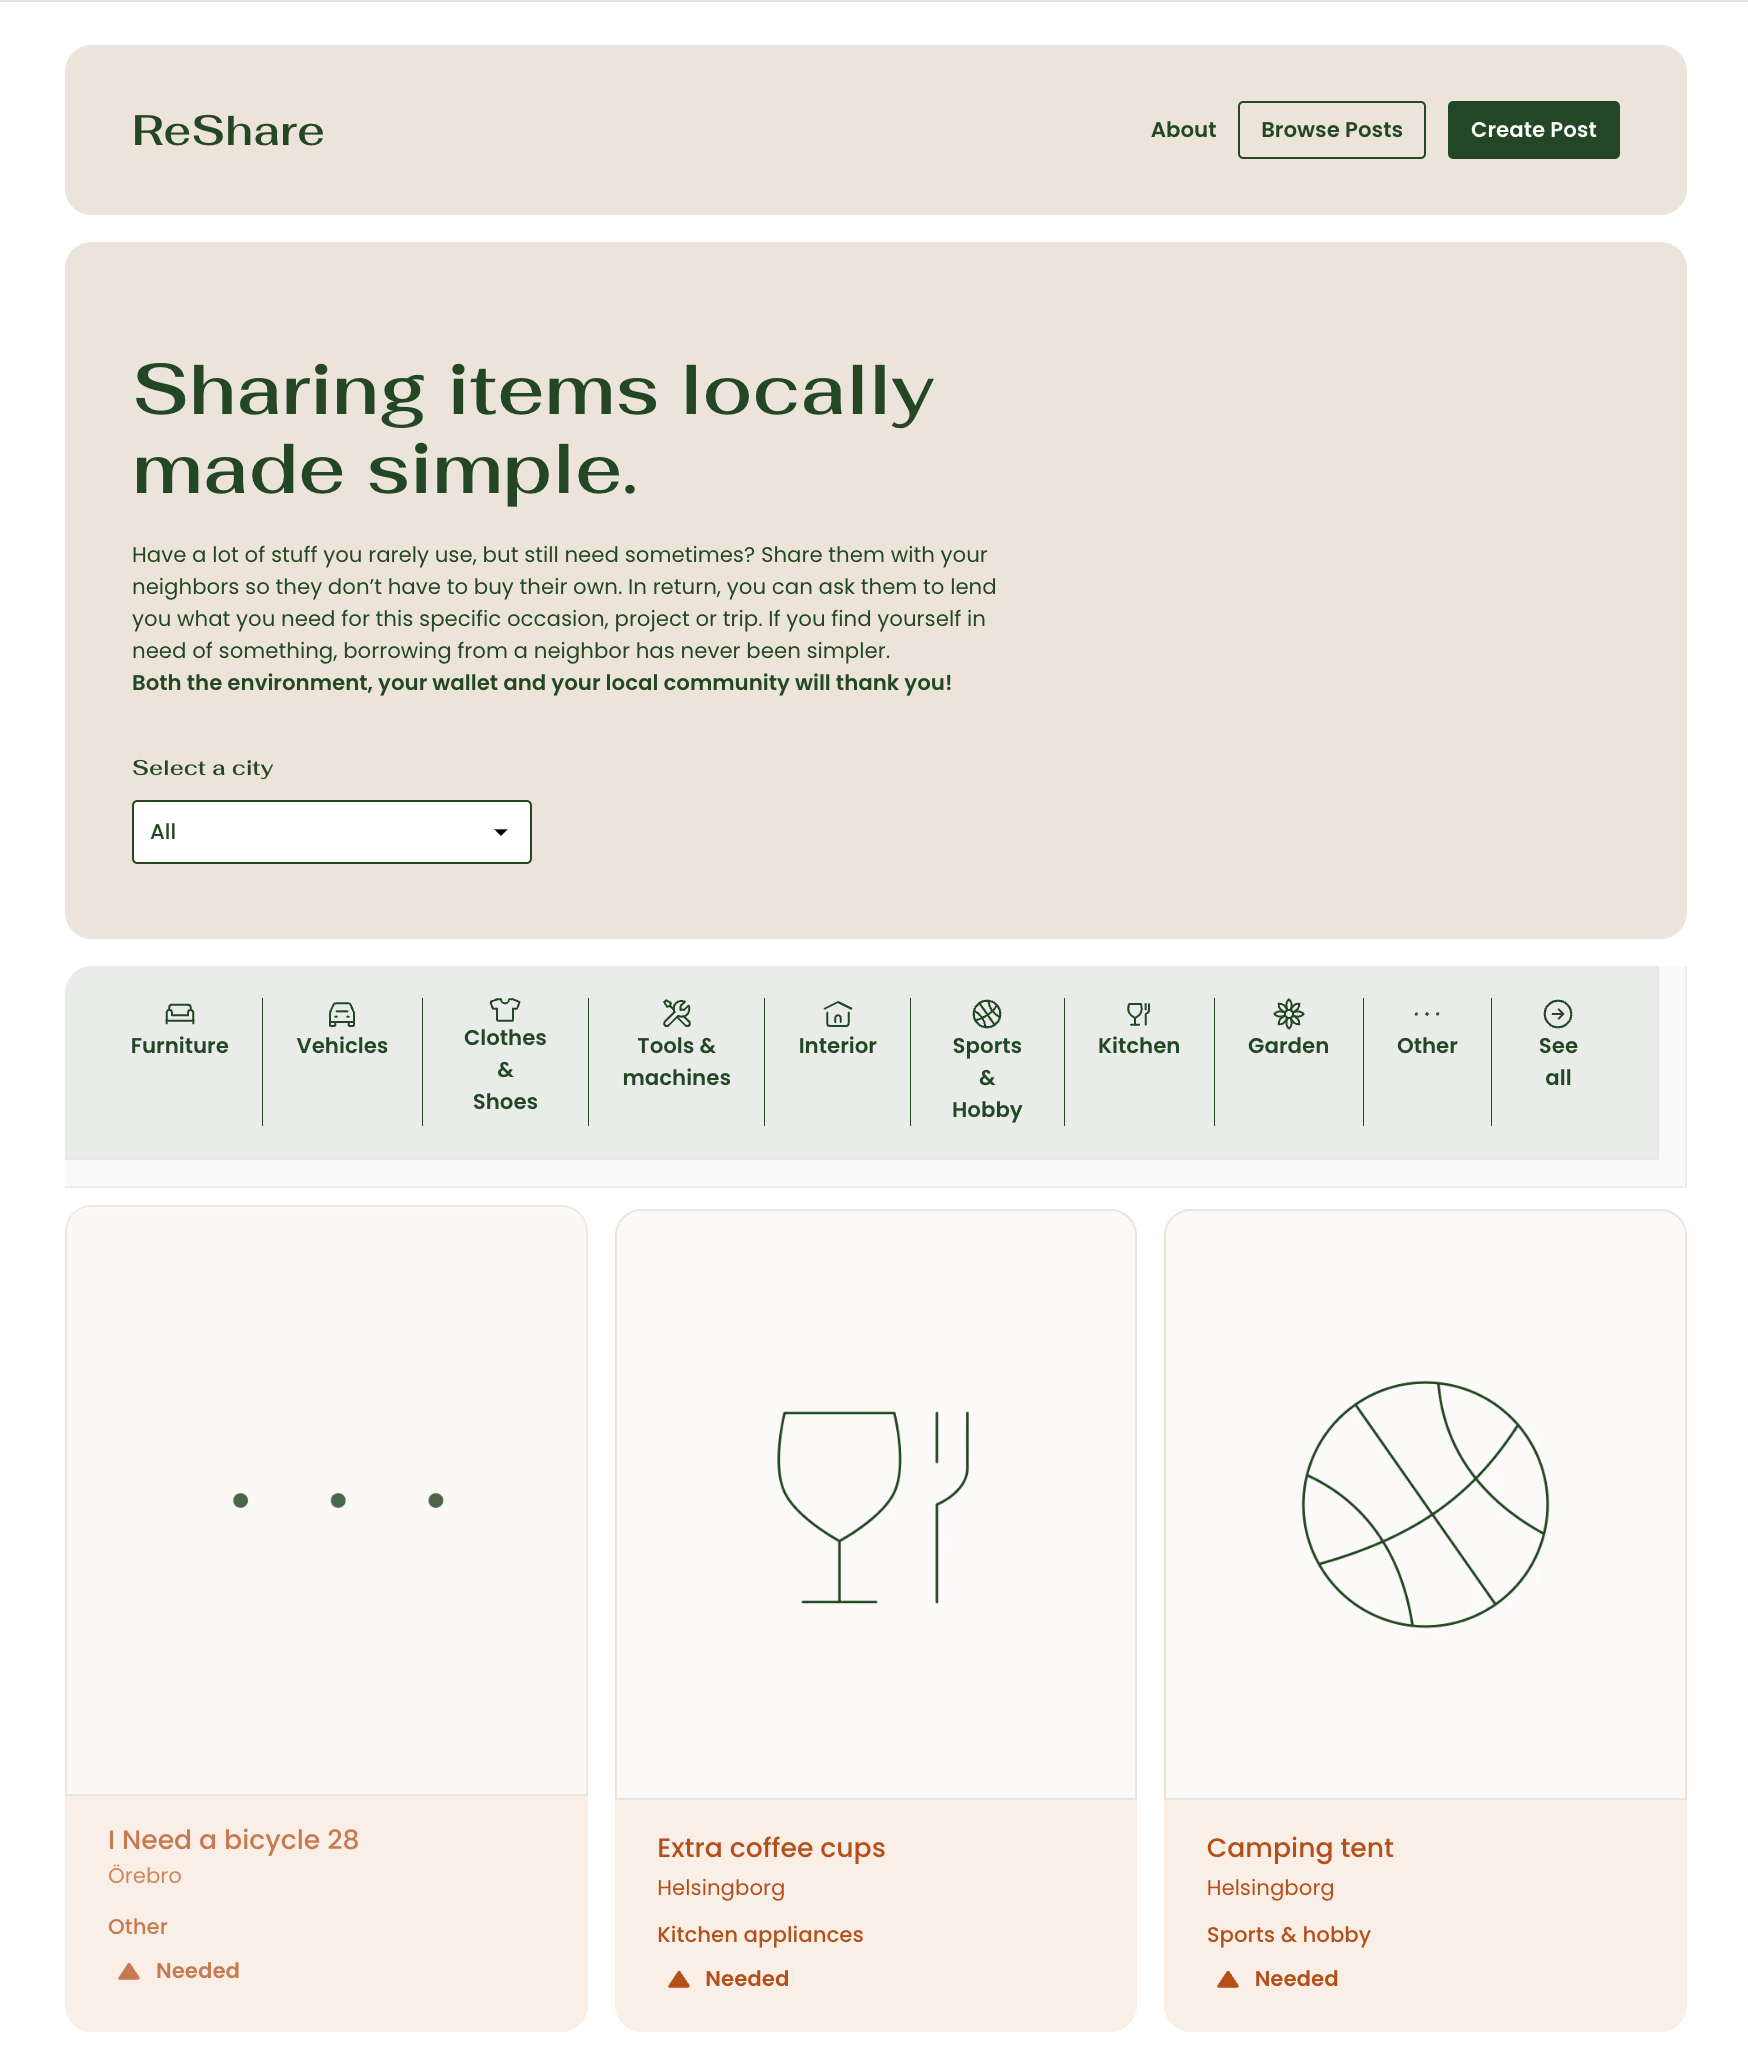 ReShare
About
Browse Posts
Create Post
Sharing items locally
made simple.
Have a lot of stuff you rarely use, but still need sometimes? Share them with your
neighbors so they don’t have to buy their own. In return, you can ask them to lend
you what you need for this specific occasion, project or trip. If you find yourself in
need of something, borrowing from a neighbor has never been simpler.
Both the environment, your wallet and your local community will thank you!
Select a city
All
Furniture
Vehicles
Clothes
&
Shoes
Tools &
machines
Interior
Sports
&
Hobby
Kitchen
Garden
Other
See
all
I Need a bicycle 28
Örebro
Other
Needed
Extra coffee cups
Helsingborg
Kitchen appliances
Needed
Camping tent
Helsingborg
Sports & hobby
Needed